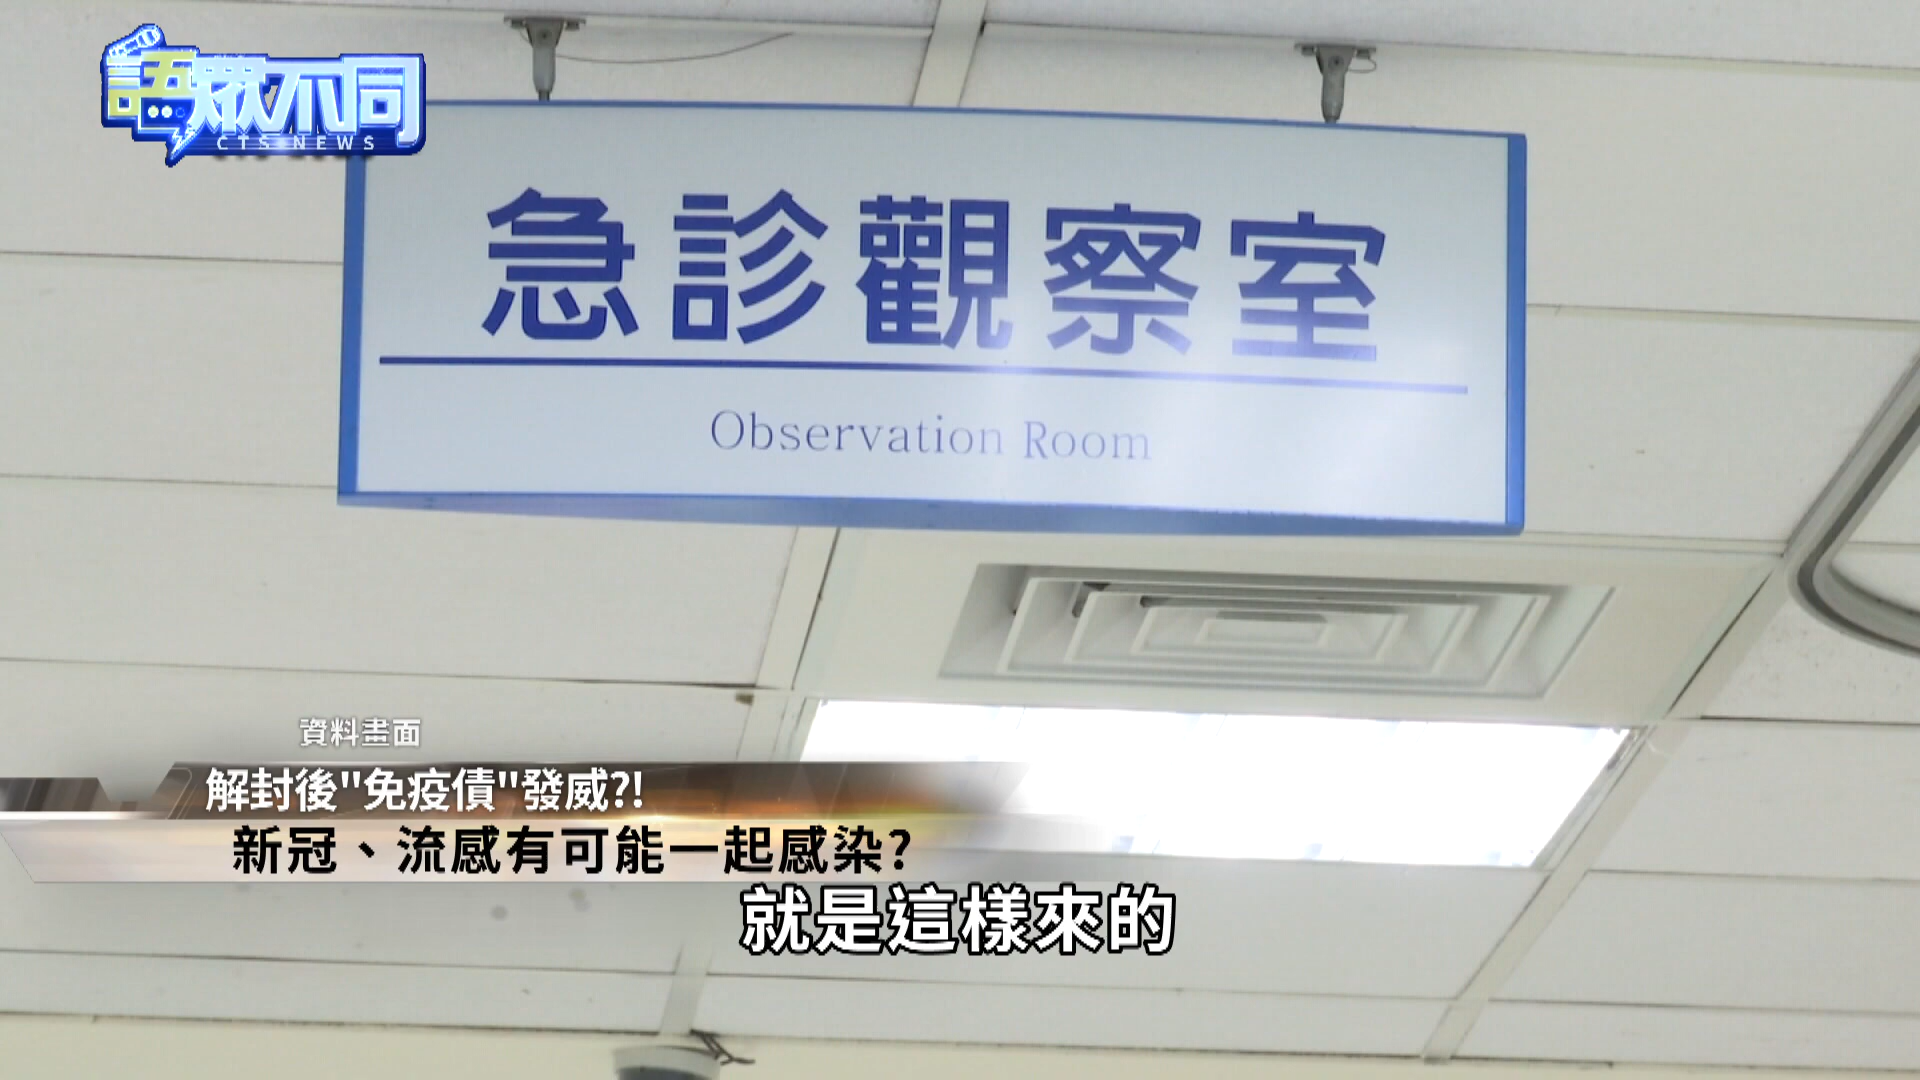 語眾不同
CTS NEWS
急診觀察室
Observation Room
資料畫面
解封後"免疫債"發威?!
新冠、流感有可能一起感染?
就是這樣來的